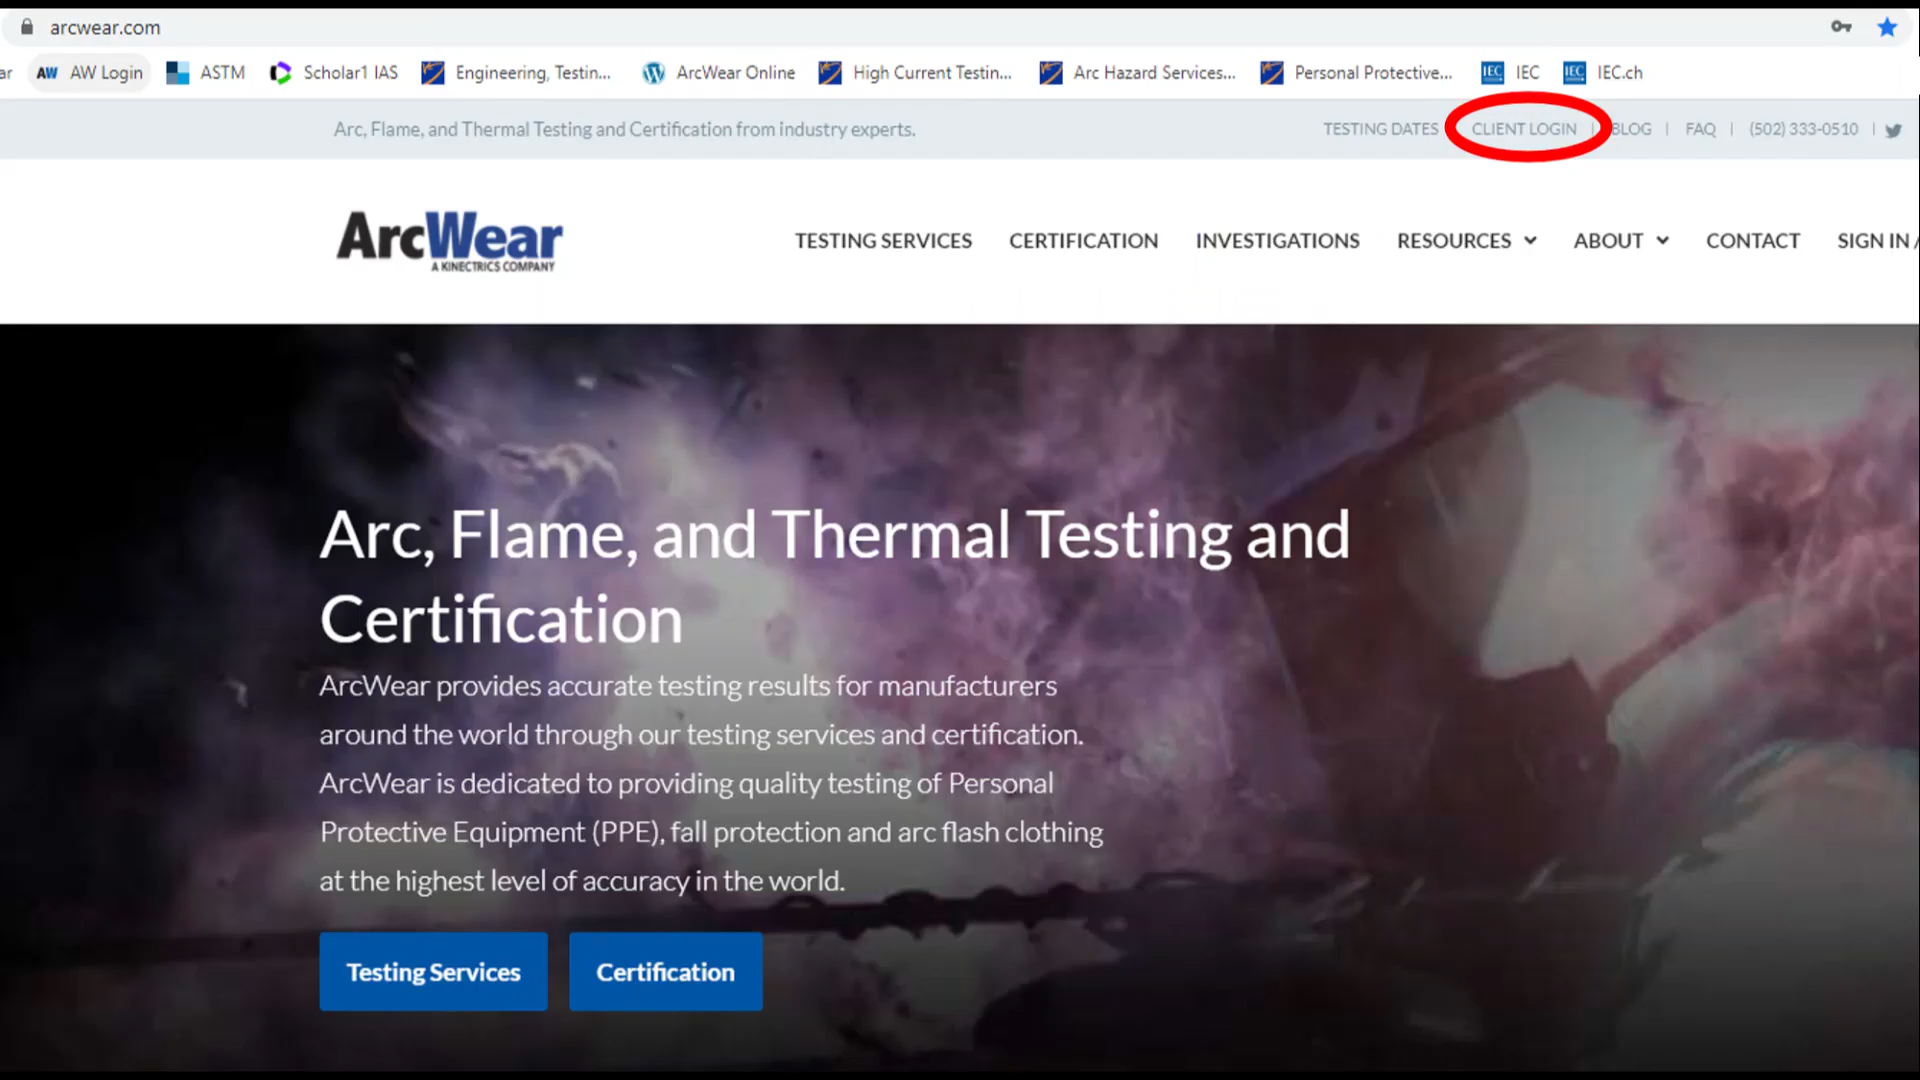 arcwear.com
ar AW AW Login ASTM Scholar1 IAS Engineering, Testin... ArcWear Online High Current Testin... Arc Hazard Services... Personal Protective... IEC IEC IEC IEC.ch
Arc, Flame, and Thermal Testing and Certification from industry experts. TESTING DATES CLIENT LOGIN | BLOG | FAQ | (502) 333-0510 |
ArcWear
A KINECTRICS COMPANY
TESTING SERVICES CERTIFICATION INVESTIGATIONS RESOURCES ABOUT CONTACT SIGN IN /
Arc, Flame, and Thermal Testing and
Certification
ArcWear provides accurate testing results for manufacturers
around the world through our testing services and certification.
ArcWear is dedicated to providing quality testing of Personal
Protective Equipment (PPE), fall protection and arc flash clothing
at the highest level of accuracy in the world.
Testing Services Certification